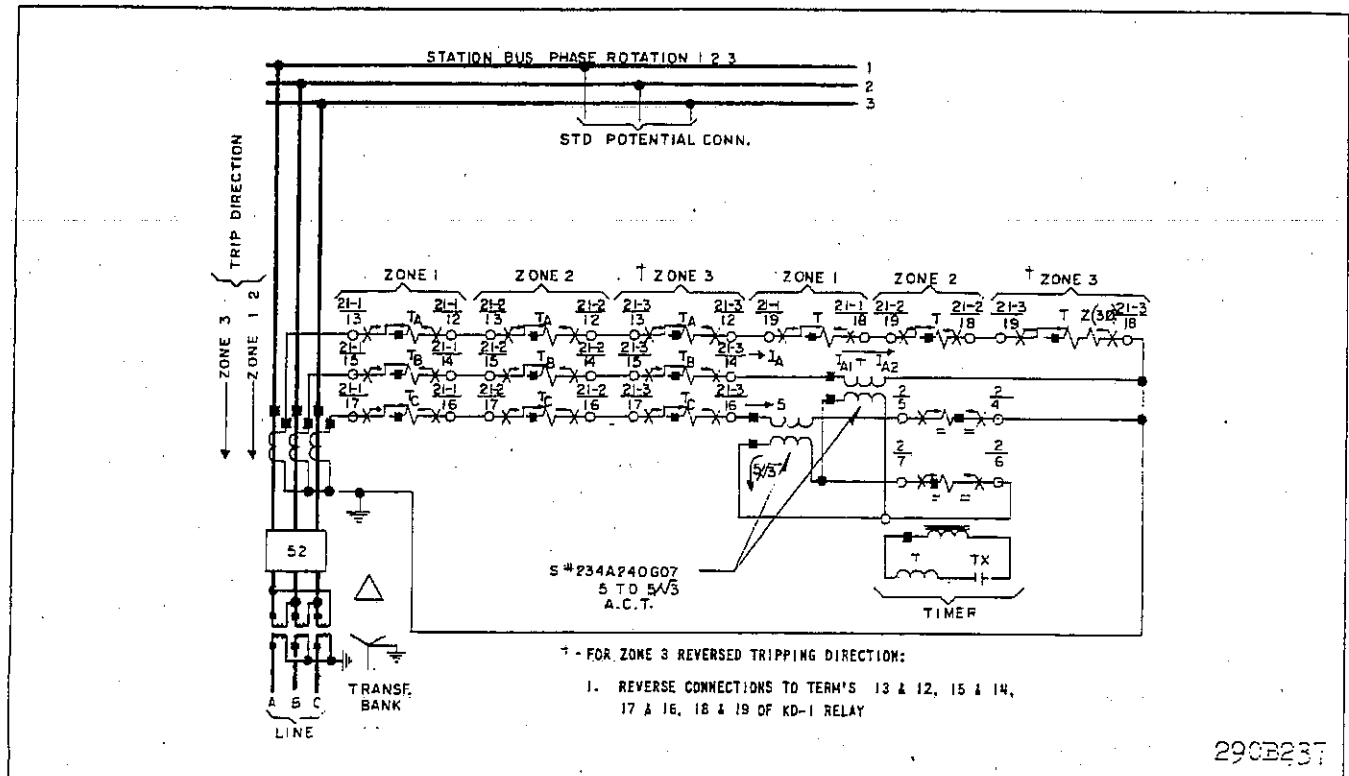 STATION BUS PHASE ROTATION 1 2 3
1
2
3
STD POTENTIAL CONN.
TRIP DIRECTION
ZONE 3
ZONE 1 2
ZONE 1
ZONE 2
† ZONE 3
ZONE 1
ZONE 2
† ZONE 3
21-1 13
TA
21-1 12
21-2 13
TA
21-2 12
21-3 13
TA
21-3 12
21-1 19
T
21-1 18
21-2 19
T
21-2 18
21-3 19
T
Z(3Ø)
21-3 18
21-1 15
TB
21-1 14
21-2 15
TB
21-2 14
21-3 15
TB
21-3 14
IA
IA1 - IA2
21-1 17
TC
21-1 16
21-2 17
TC
21-2 16
21-3 17
TC
21-3 16
5
2 5
2 4
5/√3
2 7
2 6
52
S#234A240G07
5 TO 5/√3
A.C.T.
T
TX
TIMER
TRANSF.
BANK
A B C
LINE
† - FOR ZONE 3 REVERSED TRIPPING DIRECTION:
1. REVERSE CONNECTIONS TO TERM'S 13 & 12, 15 & 14,
17 & 16, 18 & 19 OF KD-1 RELAY
290B237